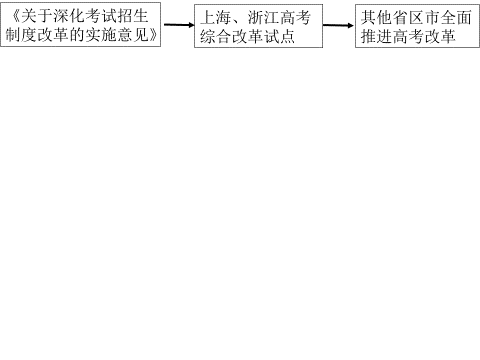 《关于深化考试招生
制度改革的实施意见》
上海、浙江高考
综合改革试点
其他省区市全面
推进高考改革